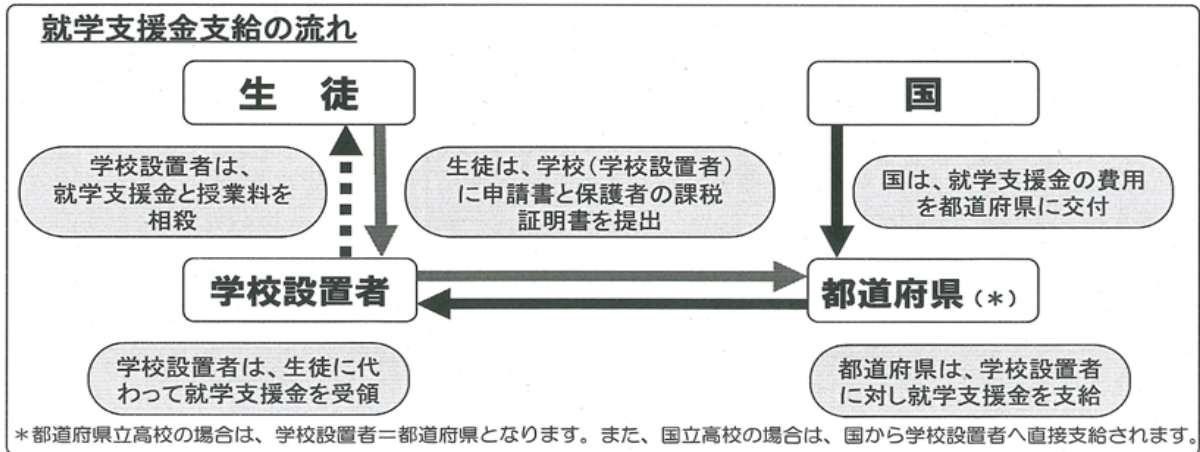 就学支援金支給の流れ
生　徒
国
学校設置者は、
就学支援金と授業料を
相殺
生徒は、学校(学校設置者)
に申請書と保護者の課税
証明書を提出
国は、就学支援金の費用
を都道府県に交付
学校設置者
都道府県（＊）
学校設置者は、生徒に代
わって就学支援金を受領
都道府県は、学校設置者
に対し就学支援金を支給
＊都道府県立高校の場合は、学校設置者＝都道府県となります。また、国立高校の場合は、国から学校設置者へ直接支給されます。